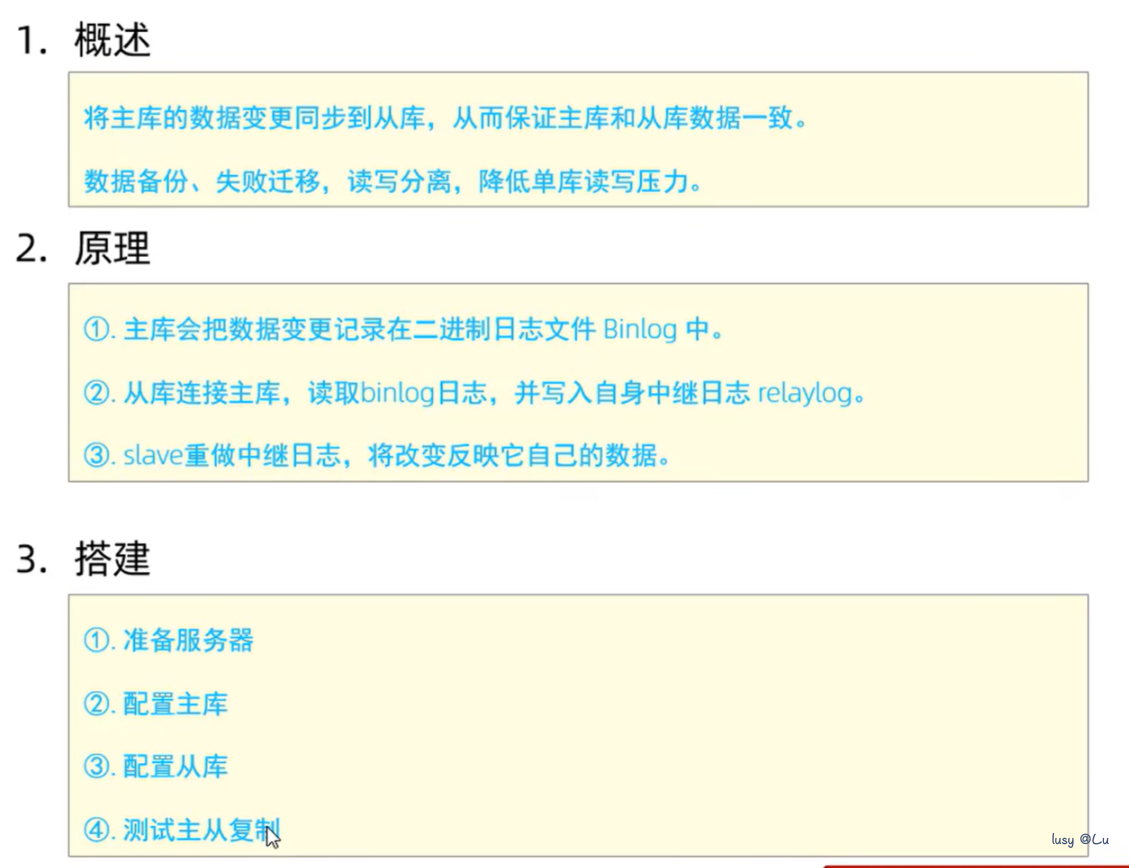 1. 概述
将主库的数据变更同步到从库，从而保证主库和从库数据一致。
数据备份、失败迁移，读写分离，降低单库读写压力。
2. 原理
①. 主库会把数据变更记录在二进制日志文件 Binlog 中。
②. 从库连接主库，读取binlog日志，并写入自身中继日志 relaylog。
③. slave重做中继日志，将改变反映它自己的数据。
3. 搭建
①. 准备服务器
②. 配置主库
③. 配置从库
④. 测试主从复制
lusy @Lu